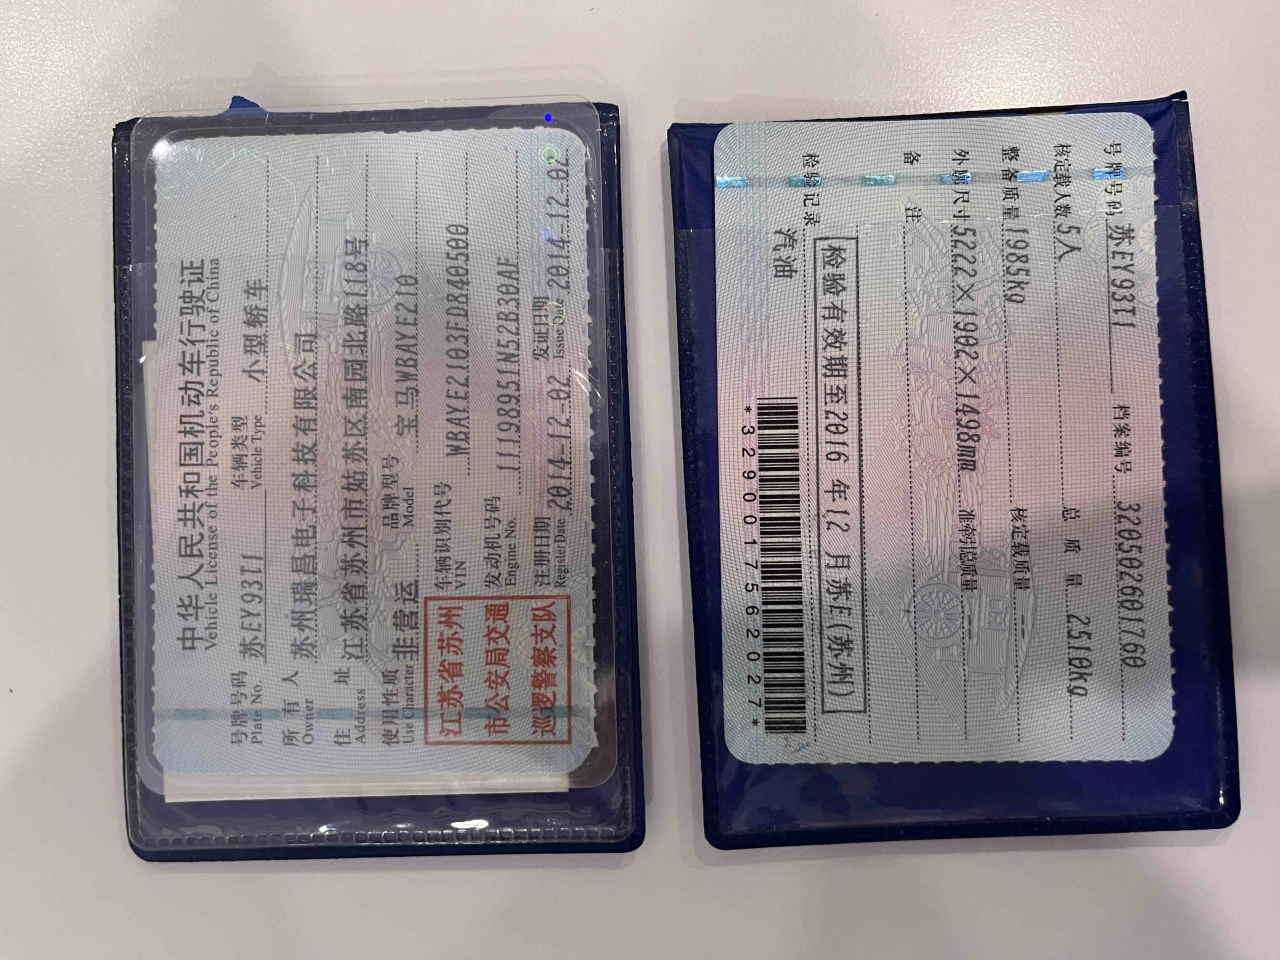 中华人民共和国机动车行驶证
Vehicle License of the People's Republic of China
号牌号码 苏EY93T1 车辆类型 小型轿车
Plate No. Vehicle Type
所有人 苏州瑞昌电子科技有限公司
Owner
住址 江苏省苏州市姑苏区南园北路118号
Address
使用性质 非营运 品牌型号 宝马WBAYE210
Use Character Model
江苏省苏州
市公安局交通
巡逻警察支队
车辆识别代号 WBAYE2103FD840500
VIN
发动机号码 11198951N52B30AF
Engine No.
注册日期 2014-12-02 发证日期 2014-12-02
Register Date Issue Date
号牌号码 苏EY93T1 档案编号 320502601760
核定载人数 5人 总质量 2510kg
整备质量 1985kg 核定载质量
外廓尺寸 5222×1902×1498mm 准牵引总质量
备注
检验有效期至2016年12月苏E(苏州)
检验记录 汽油
*3290017562027*